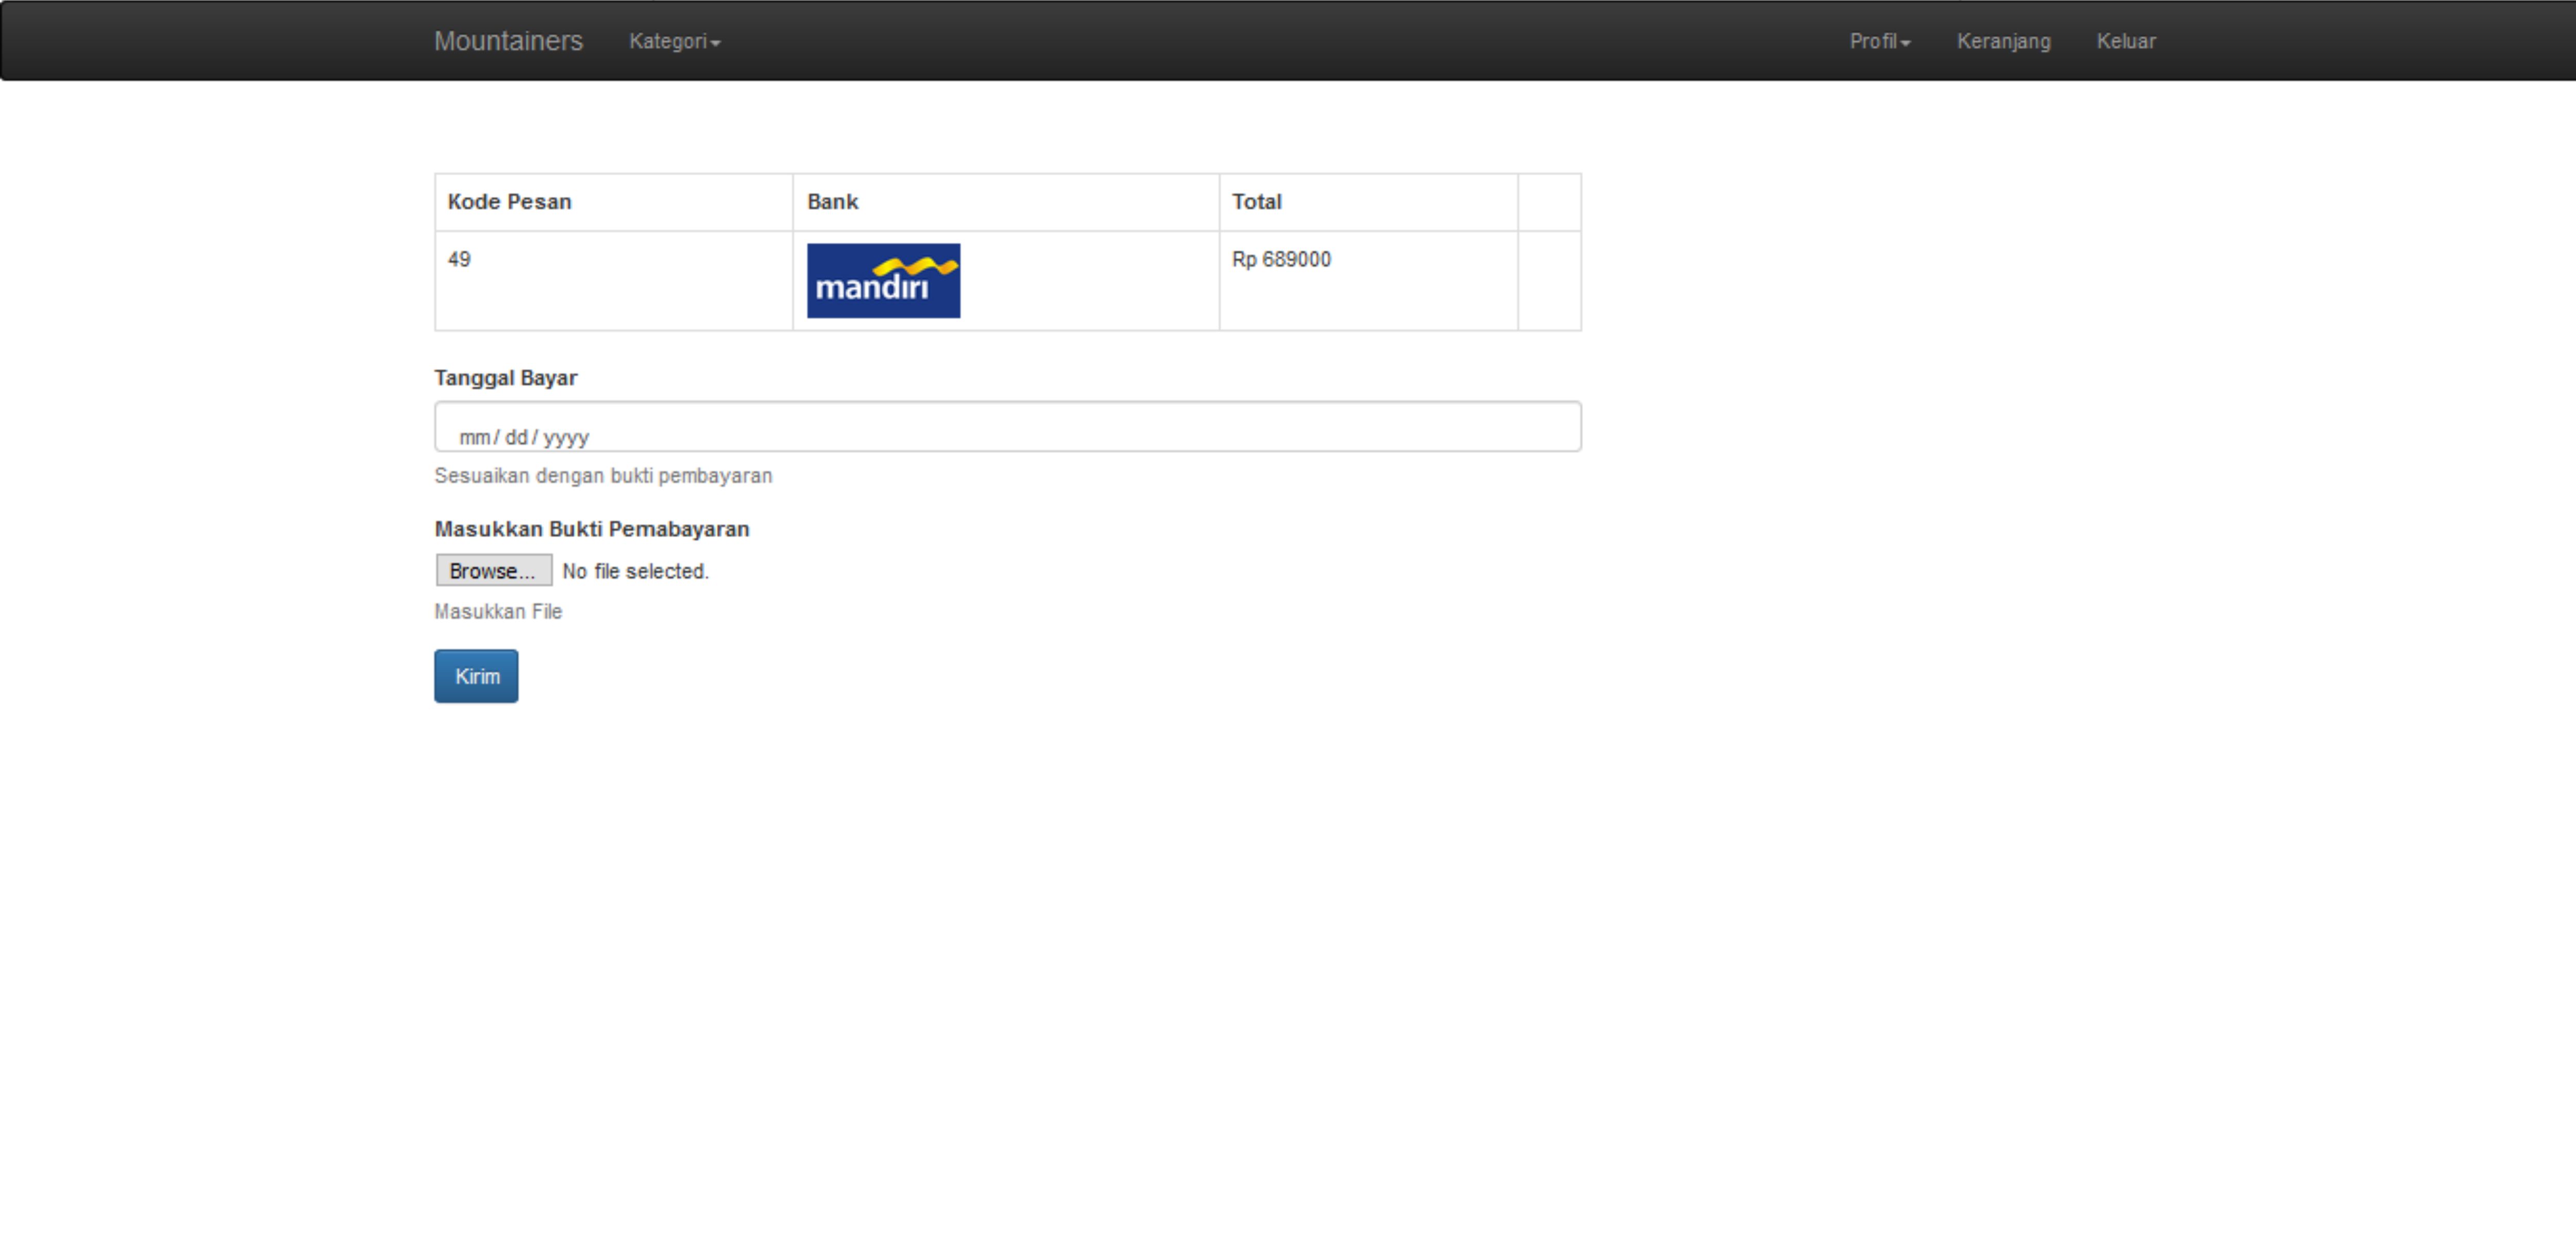 Mountainers Kategori Profil Keranjang Keluar
Kode Pesan Bank Total
49 mandırı Rp 689000
Tanggal Bayar
mm / dd / yyyy
Sesuaikan dengan bukti pembayaran
Masukkan Bukti Pemabayaran
Browse... No file selected.
Masukkan File
Kirim